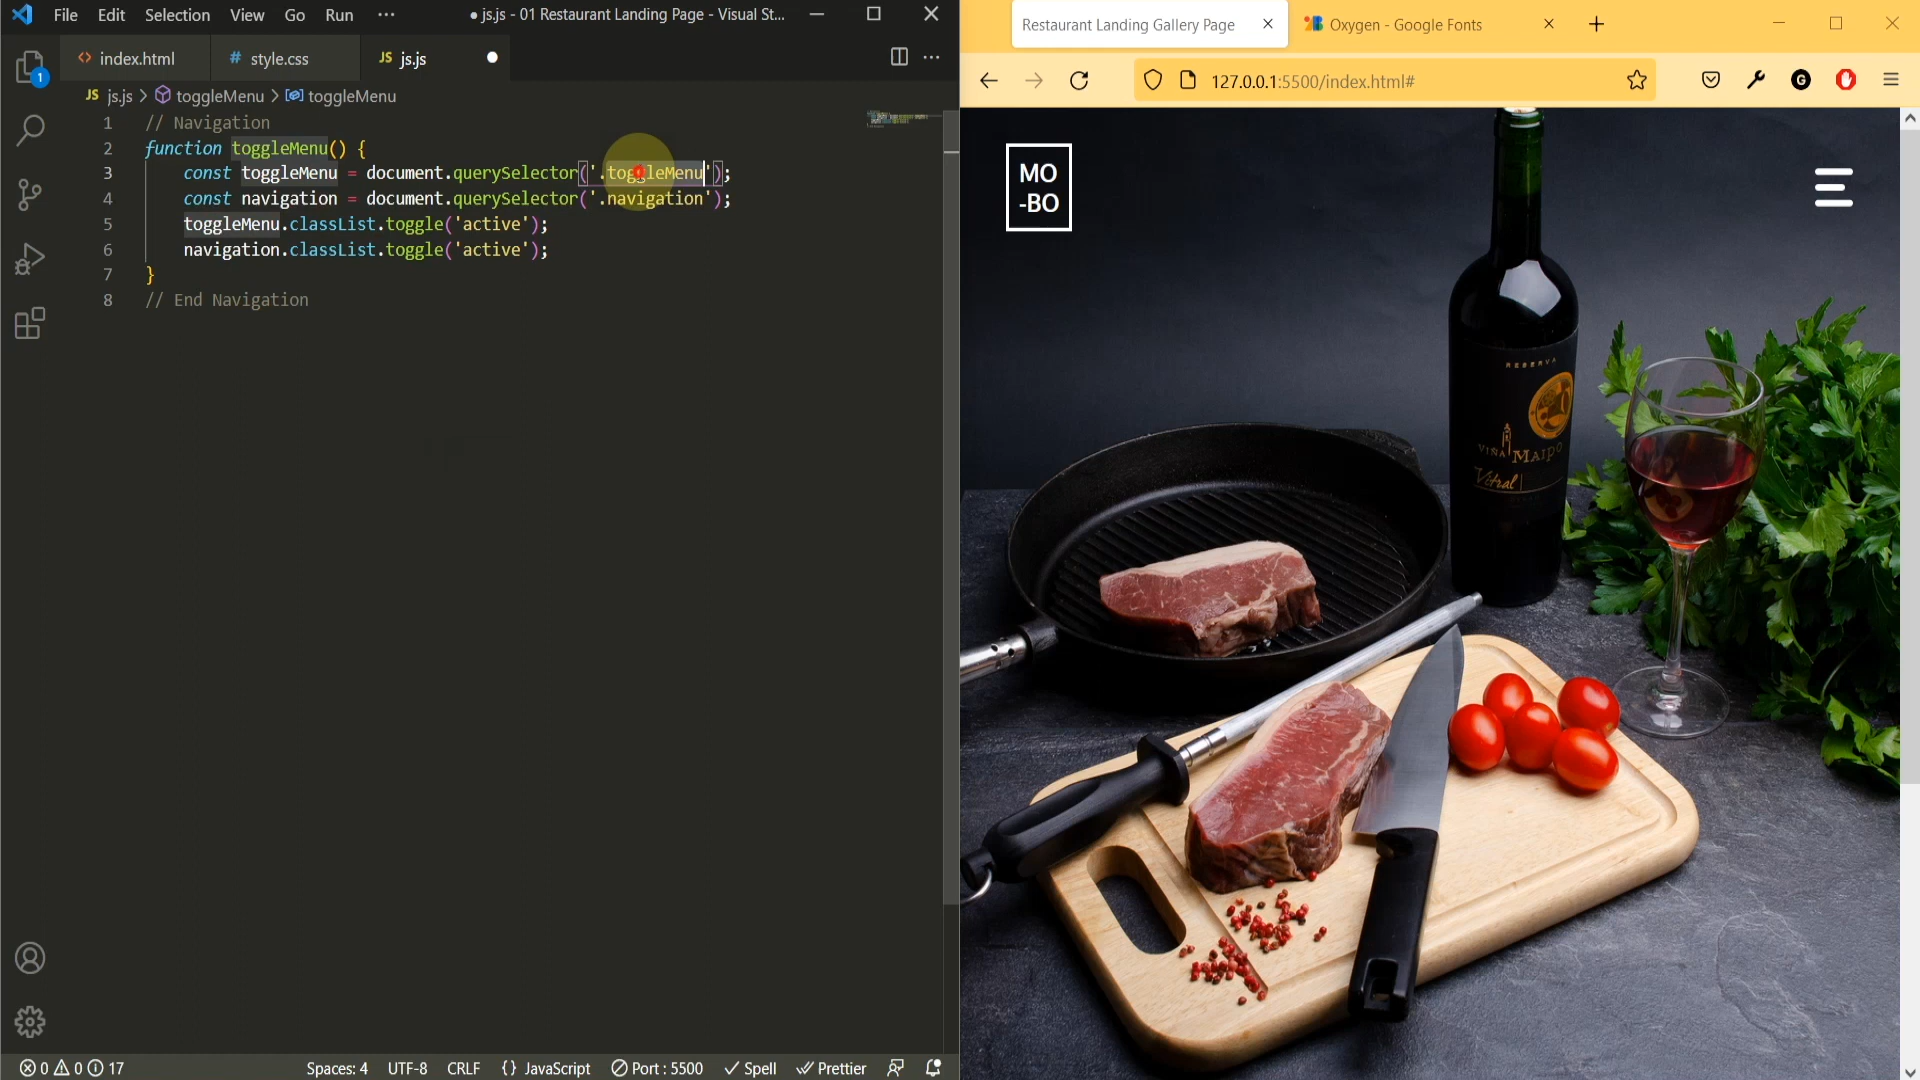 File Edit Selection View Go Run ··· ● js.js - 01 Restaurant Landing Page - Visual St...
index.html # style.css JS js.js
JS js.js > toggleMenu > toggleMenu
1 // Navigation
2 function toggleMenu() {
3 const toggleMenu = document.querySelector('.toggleMenu');
4 const navigation = document.querySelector('.navigation');
5 toggleMenu.classList.toggle('active');
6 navigation.classList.toggle('active');
7 }
8 // End Navigation
1
0 0 17 Spaces: 4 UTF-8 CRLF {} JavaScript Port : 5500 Spell Prettier
Restaurant Landing Gallery Page Oxygen - Google Fonts
127.0.0.1:5500/index.html#
G
MO
-BO
RESERVA
VIÑA MAIPO
Vitral